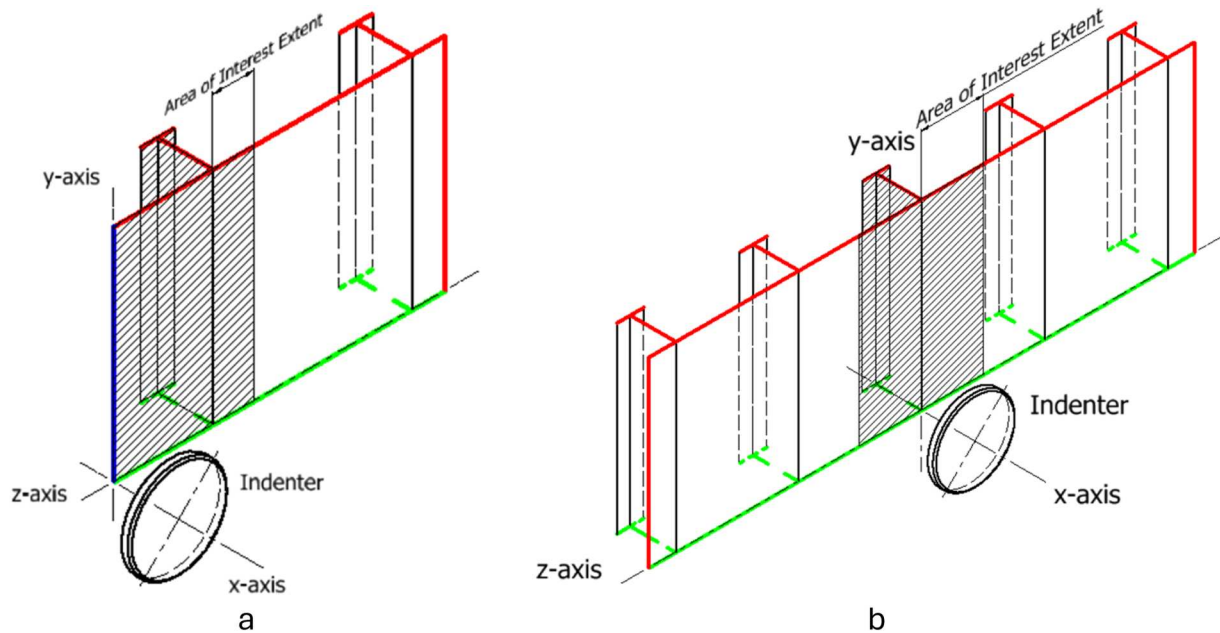 Area of Interest Extent
y-axis
z-axis
Indenter
x-axis
a
Area of Interest Extent
y-axis
Indenter
x-axis
z-axis
b